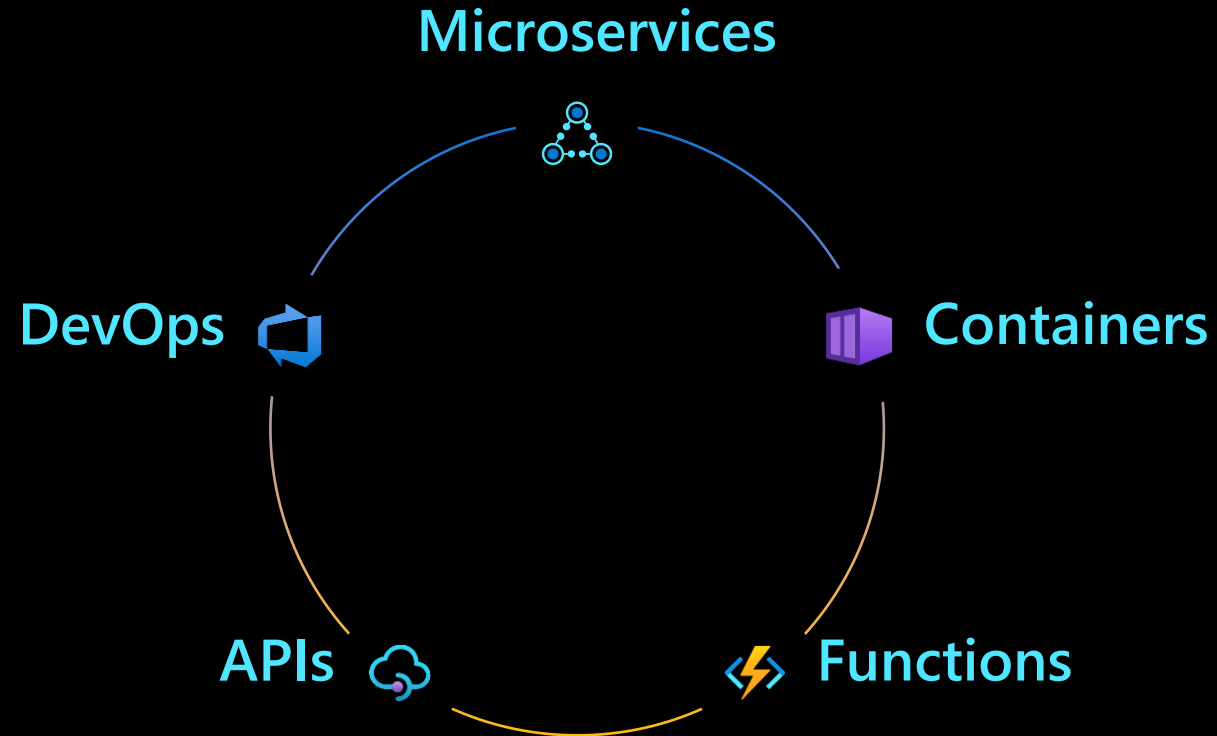 Microservices
DevOps
Containers
APIs
Functions